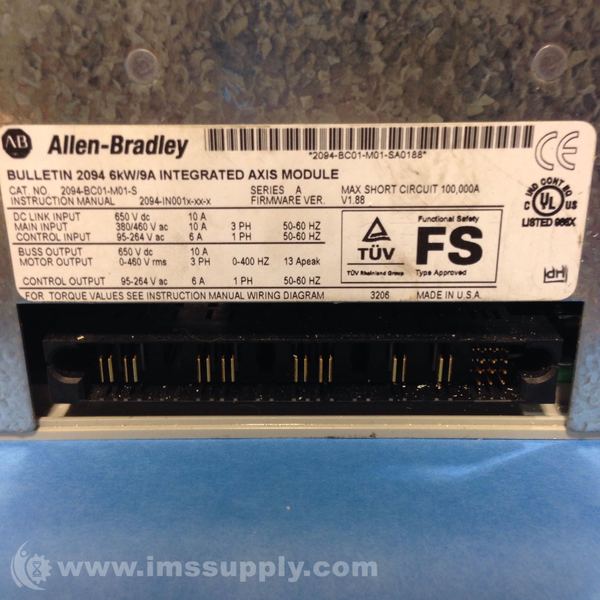 AB Allen-Bradley
*2094-BC01-M01-SA0188*
CE
BULLETIN 2094 6kW/9A INTEGRATED AXIS MODULE
CAT. NO. 2094-BC01-M01-S SERIES A MAX SHORT CIRCUIT 100,000A
INSTRUCTION MANUAL 2094-IN001x-xx-x FIRMWARE VER. V1.88
DC LINK INPUT 650 V dc 10 A
MAIN INPUT 380/460 V ac 10 A 3 PH 50-60 HZ
CONTROL INPUT 95-264 V ac 6 A 1 PH 50-60 HZ
BUSS OUTPUT 650 V dc 10 A
MOTOR OUTPUT 0-460 V rms 3 PH 0-400 HZ 13 Apeak
CONTROL OUTPUT 95-264 V ac 6 A 1 PH 50-60 HZ
FOR TORQUE VALUES SEE INSTRUCTION MANUAL WIRING DIAGRAM 3206 MADE IN U.S.A.
TÜV
TÜV Rheinland Group
Functional Safety
FS
Type Approved
IND CONT EQ
C UL US
LISTED 966X
www.imssupply.com